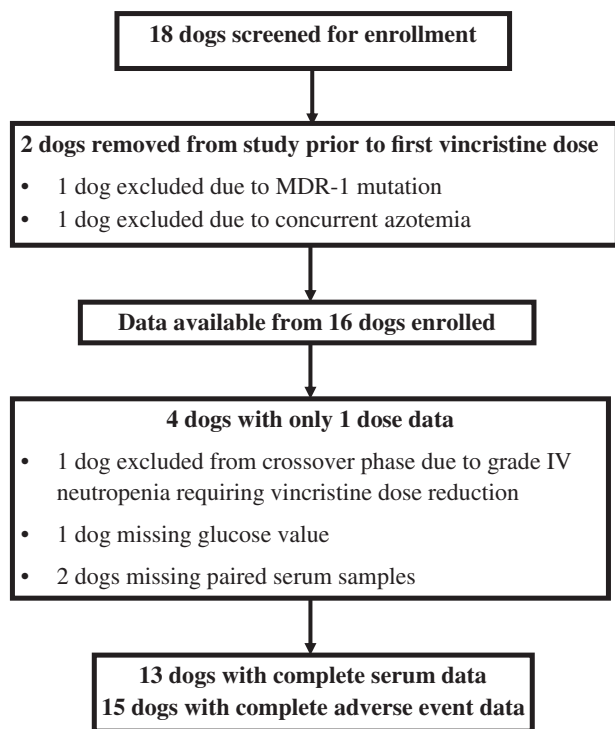 18 dogs screened for enrollment
2 dogs removed from study prior to first vincristine dose
• 1 dog excluded due to MDR-1 mutation
• 1 dog excluded due to concurrent azotemia
Data available from 16 dogs enrolled
4 dogs with only 1 dose data
• 1 dog excluded from crossover phase due to grade IV
neutropenia requiring vincristine dose reduction
• 1 dog missing glucose value
• 2 dogs missing paired serum samples
13 dogs with complete serum data
15 dogs with complete adverse event data